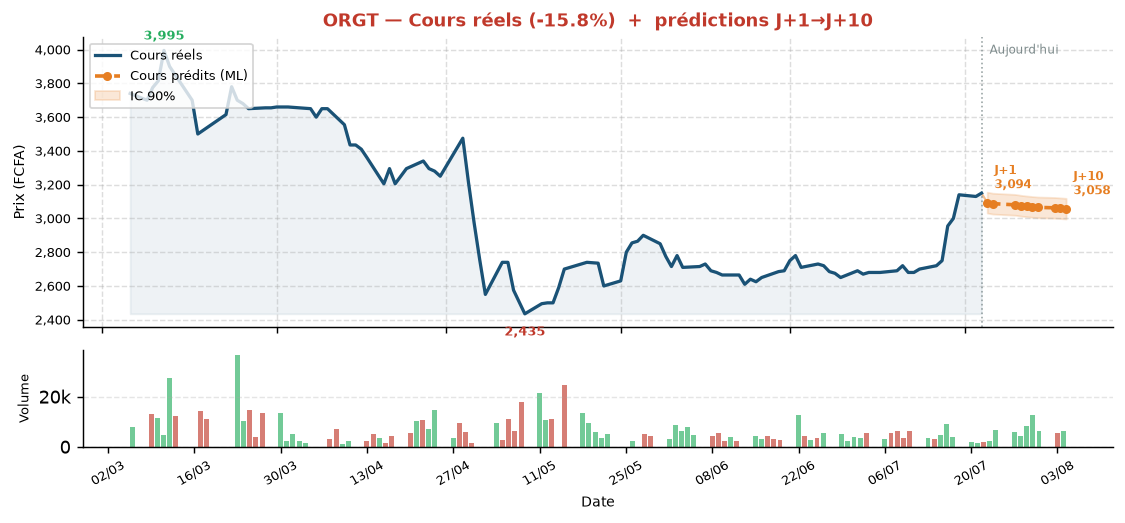 ORGT — Cours réels (-15.8%)  +  prédictions J+1→J+10
3,995
Cours réels
Cours prédits (ML)
IC 90%
Aujourd'hui
J+1
3,094
J+10
3,058
2,435
Prix (FCFA)
4,000
3,800
3,600
3,400
3,200
3,000
2,800
2,600
2,400
Volume
20k
0
02/03
16/03
30/03
13/04
27/04
11/05
25/05
08/06
22/06
06/07
20/07
03/08
Date